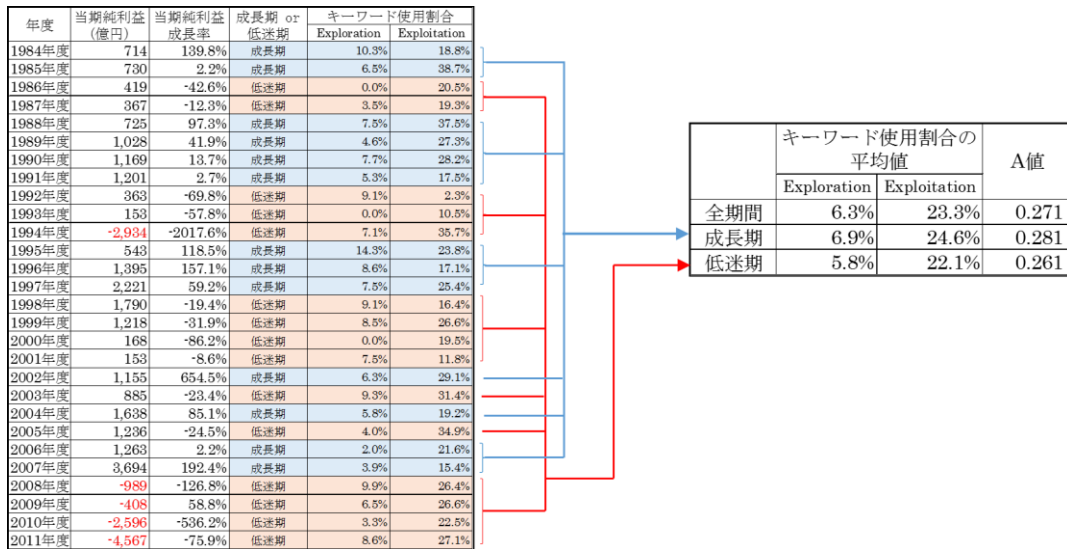 年度 当期純利益(億円) 当期純利益成長率 成長期 or 低迷期 キーワード使用割合
Exploration Exploitation
1984年度 714 139.8% 成長期 10.3% 18.8%
1985年度 730 2.2% 成長期 6.5% 38.7%
1986年度 419 -42.6% 低迷期 0.0% 20.5%
1987年度 367 -12.3% 低迷期 3.5% 19.3%
1988年度 725 97.3% 成長期 7.5% 37.5%
1989年度 1,028 41.9% 成長期 4.6% 27.3%
1990年度 1,169 13.7% 成長期 7.7% 28.2%
1991年度 1,201 2.7% 成長期 5.3% 17.5%
1992年度 363 -69.8% 低迷期 9.1% 2.3%
1993年度 153 -57.8% 低迷期 0.0% 10.5%
1994年度 -2,934 -2017.6% 低迷期 7.1% 35.7%
1995年度 543 118.5% 成長期 14.3% 23.8%
1996年度 1,395 157.1% 成長期 8.6% 17.1%
1997年度 2,221 59.2% 成長期 7.5% 25.4%
1998年度 1,790 -19.4% 低迷期 9.1% 16.4%
1999年度 1,218 -31.9% 低迷期 8.5% 26.6%
2000年度 168 -86.2% 低迷期 0.0% 19.5%
2001年度 153 -8.6% 低迷期 7.5% 11.8%
2002年度 1,155 654.5% 成長期 6.3% 29.1%
2003年度 885 -23.4% 低迷期 9.3% 31.4%
2004年度 1,638 85.1% 成長期 5.8% 19.2%
2005年度 1,236 -24.5% 低迷期 4.0% 34.9%
2006年度 1,263 2.2% 成長期 2.0% 21.6%
2007年度 3,694 192.4% 成長期 3.9% 15.4%
2008年度 -989 -126.8% 低迷期 9.9% 26.4%
2009年度 -408 58.8% 低迷期 6.5% 26.6%
2010年度 -2,596 -536.2% 低迷期 3.3% 22.5%
2011年度 -4,567 -75.9% 低迷期 8.6% 27.1%
キーワード使用割合の
平均値 A値
Exploration Exploitation
全期間 6.3% 23.3% 0.271
成長期 6.9% 24.6% 0.281
低迷期 5.8% 22.1% 0.261